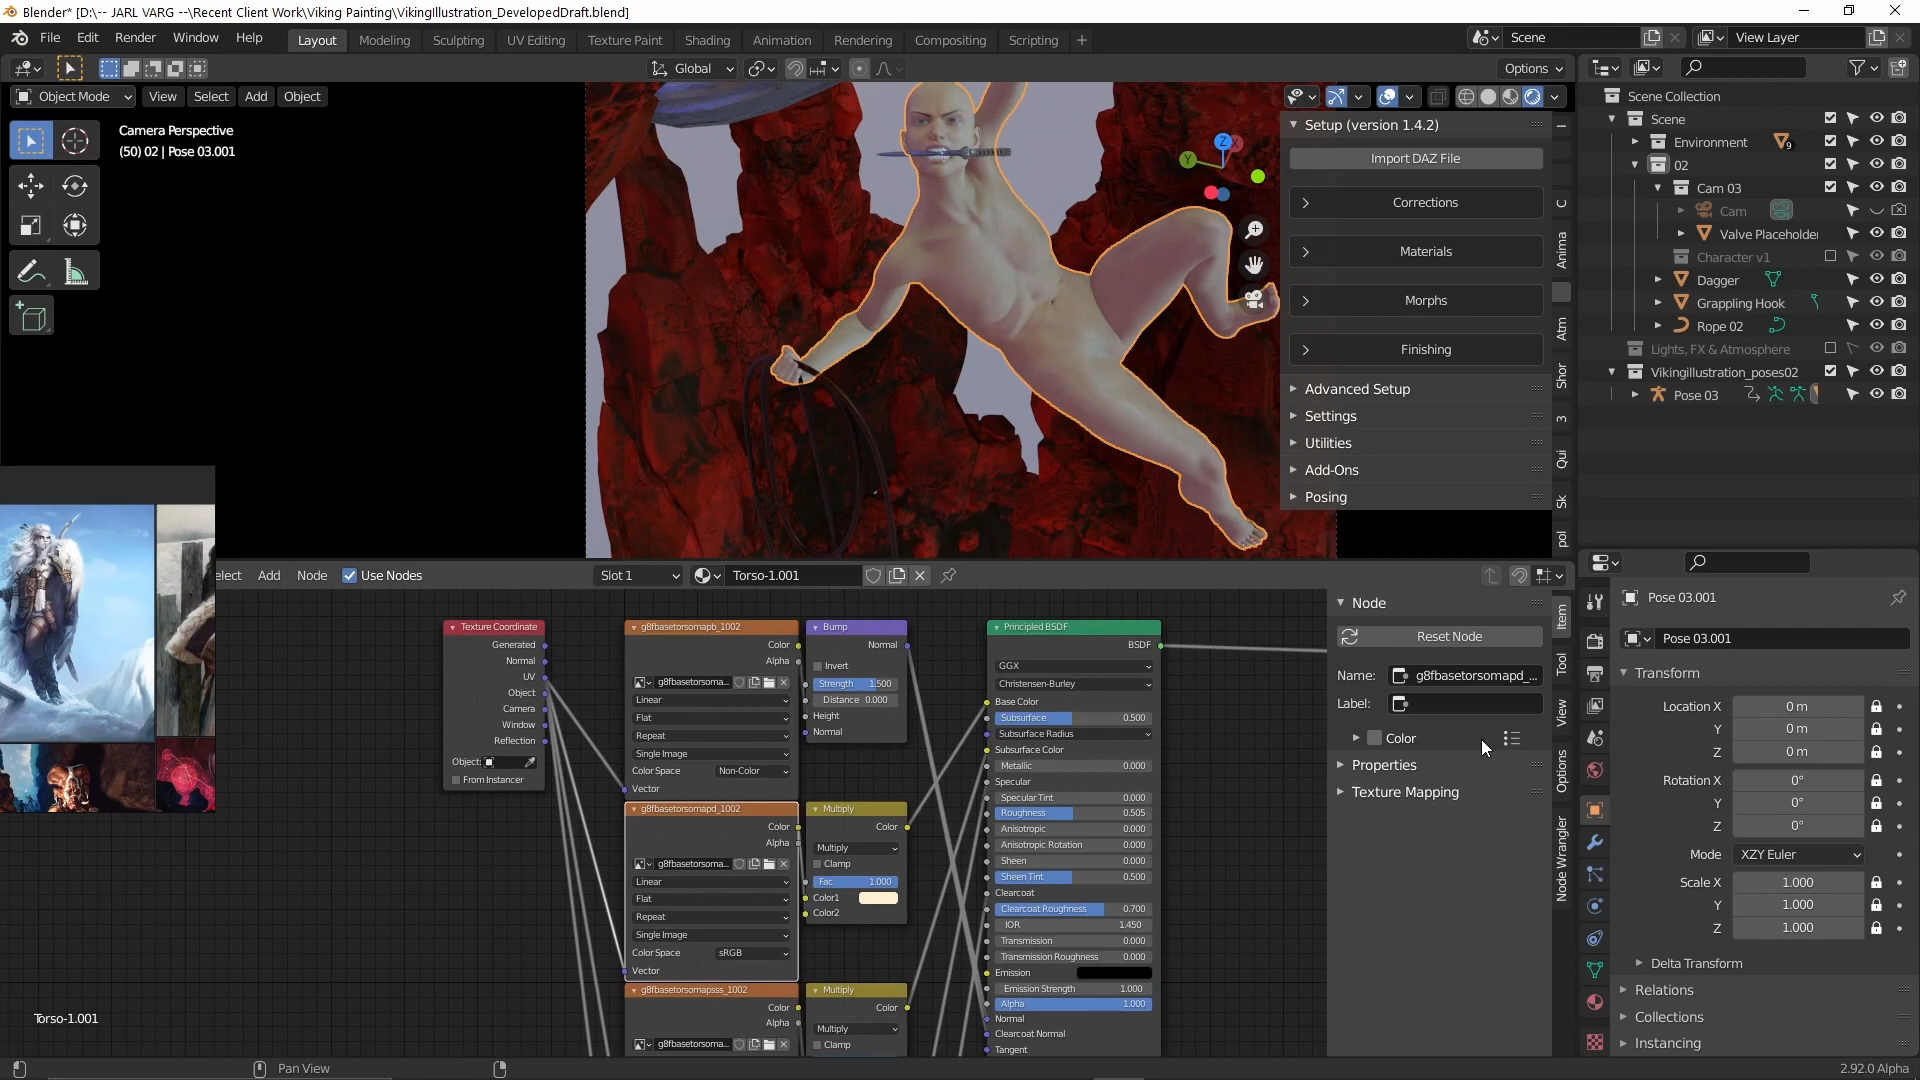 Blender* [D:\-- JARL VARG --\Recent Client Work\Viking Painting\VikingIllustration_DevelopedDraft.blend]
File Edit Render Window Help Layout Modeling Sculpting UV Editing Texture Paint Shading Animation Rendering Compositing Scripting + Scene View Layer
Global Options
Object Mode View Select Add Object
Camera Perspective
(50) 02 | Pose 03.001
Z
Y
Setup (version 1.4.2)
Import DAZ File
Corrections
Materials
Morphs
Finishing
Advanced Setup
Settings
Utilities
Add-Ons
Posing
C
Anima
Atm
Shor
3
Qui
Sk
pol
Scene Collection
Scene
Environment 9
02
Cam 03
Cam
Valve Placeholder
Character v1
Dagger
Grappling Hook
Rope 02
Lights, FX & Atmosphere
Vikingillustration_poses02
Pose 03
elect Add Node Use Nodes Slot 1 Torso-1.001
Texture Coordinate
Generated
Normal
UV
Object
Camera
Window
Reflection
Object:
From Instancer
g8fbasetorsomapb_1002
Color
Alpha
g8fbasetorsoma...
Linear
Flat
Repeat
Single Image
Color Space Non-Color
Vector
g8fbasetorsomapd_1002
Color
Alpha
g8fbasetorsoma...
Linear
Flat
Repeat
Single Image
Color Space sRGB
Vector
g8fbasetorsomapsss_1002
Color
Alpha
g8fbasetorsoma...
Bump
Normal
Invert
Strength 1.500
Distance 0.000
Height
Normal
Multiply
Color
Multiply
Clamp
Fac 1.000
Color1
Color2
Multiply
Color
Multiply
Clamp
Principled BSDF
BSDF
GGX
Christensen-Burley
Base Color
Subsurface 0.500
Subsurface Radius
Subsurface Color
Metallic 0.000
Specular
Specular Tint 0.000
Roughness 0.505
Anisotropic 0.000
Anisotropic Rotation 0.000
Sheen 0.000
Sheen Tint 0.500
Clearcoat
Clearcoat Roughness 0.700
IOR 1.450
Transmission 0.000
Transmission Roughness 0.000
Emission
Emission Strength 1.000
Alpha 1.000
Normal
Clearcoat Normal
Tangent
Node
Reset Node
Name: g8fbasetorsomapd_...
Label:
Color
Properties
Texture Mapping
Item
Tool
View
Options
Node Wrangler
Pose 03.001
Pose 03.001
Transform
Location X 0 m
Y 0 m
Z 0 m
Rotation X 0°
Y 0°
Z 0°
Mode XZY Euler
Scale X 1.000
Y 1.000
Z 1.000
Delta Transform
Relations
Collections
Instancing
Torso-1.001
Pan View
2.92.0 Alpha